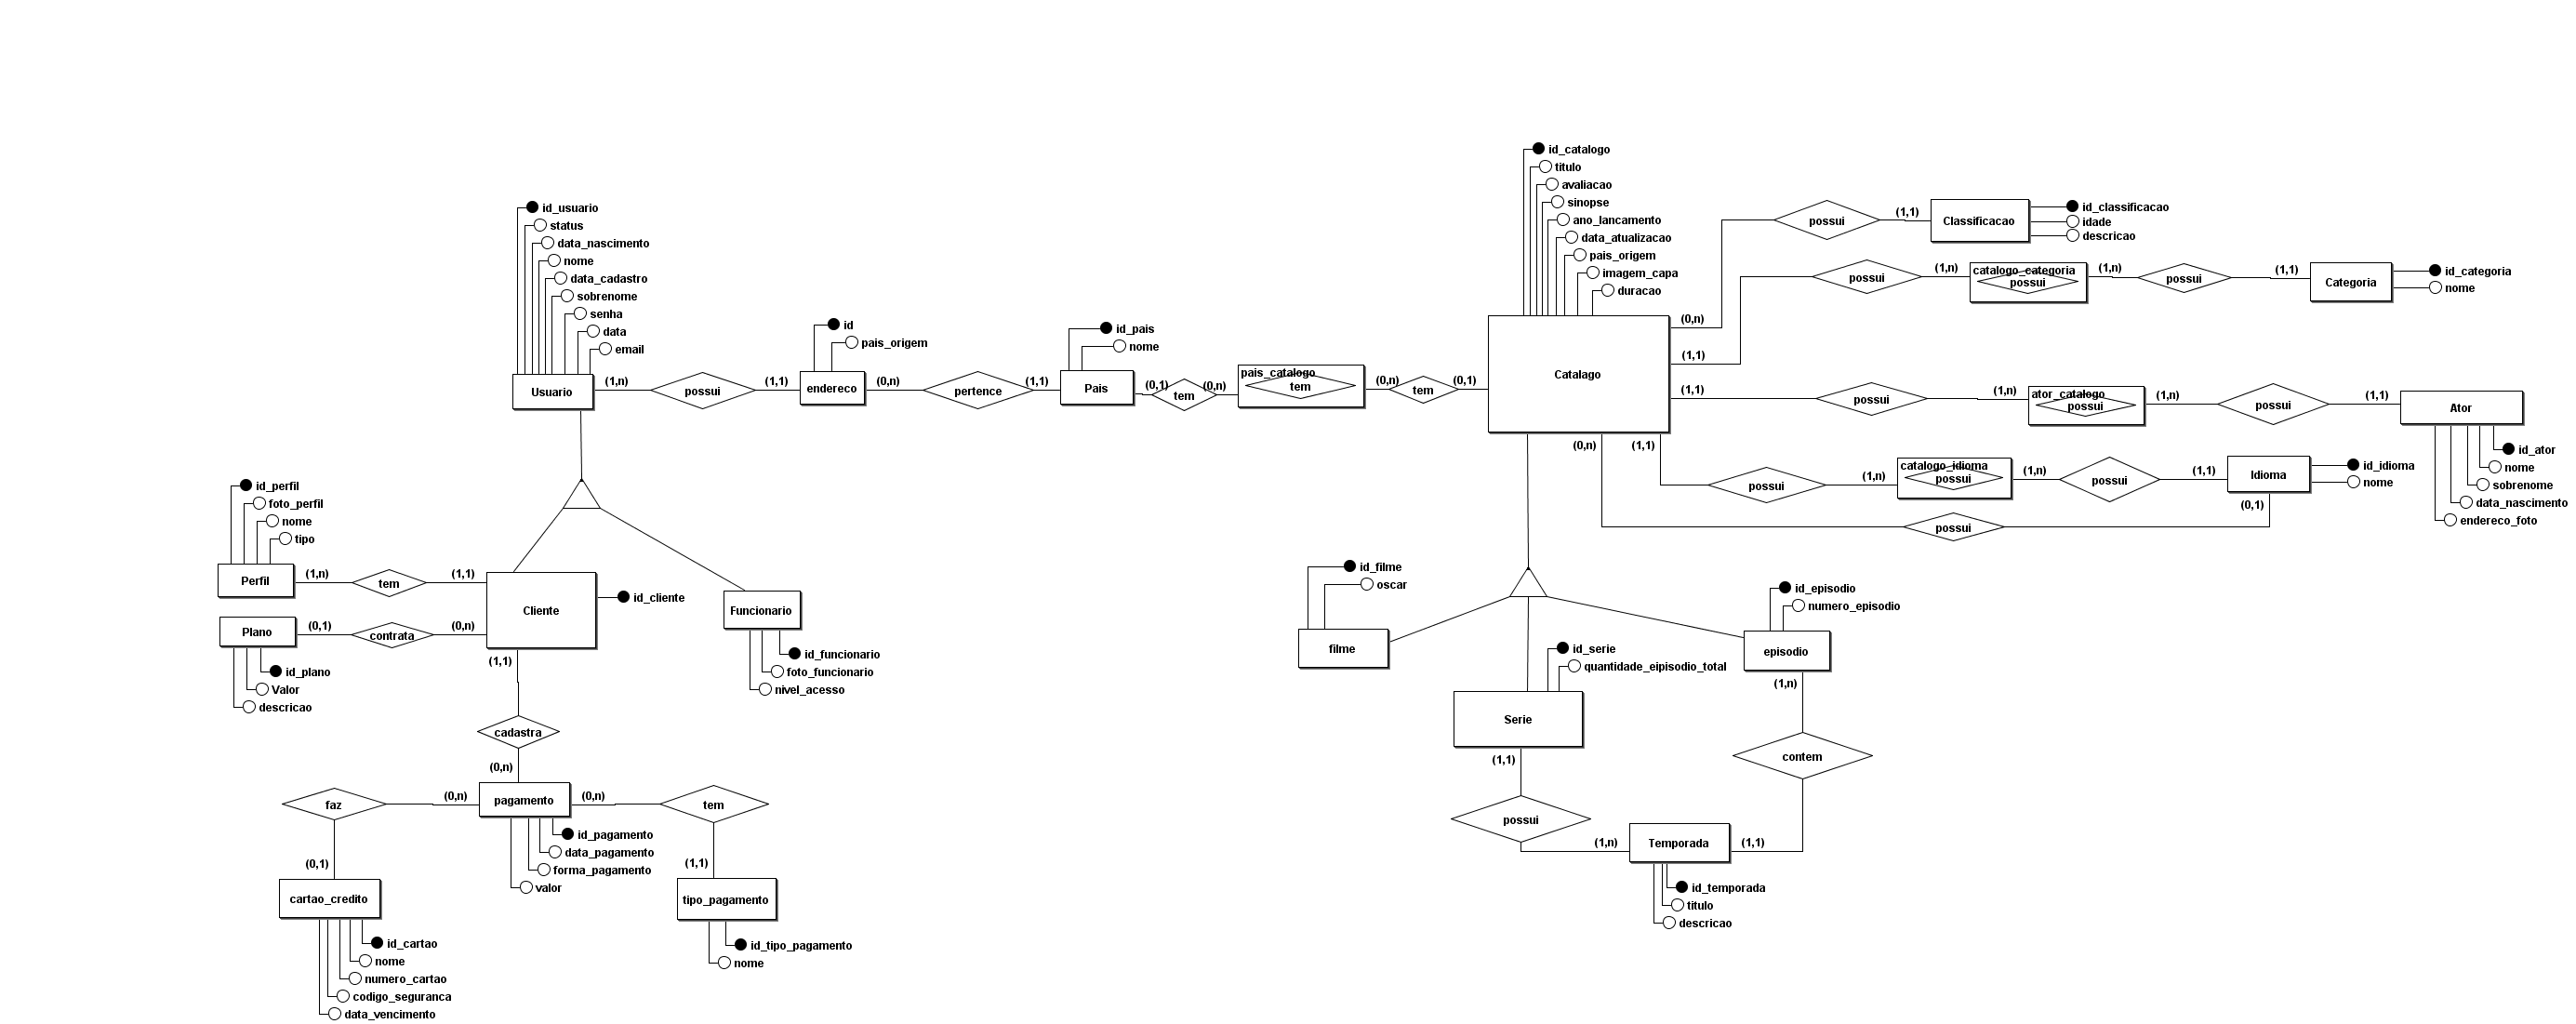 id_usuario
status
data_nascimento
nome
data_cadastro
sobrenome
senha
data
email
Usuario
(1,n)
possui
(1,1)
id
pais_origem
endereco
(0,n)
pertence
(1,1)
id_pais
nome
Pais
(0,1)
tem
(0,n)
pais_catalogo
tem
(0,n)
tem
(0,1)
id_catalogo
titulo
avaliacao
sinopse
ano_lancamento
data_atualizacao
pais_origem
imagem_capa
duracao
Catalago
(0,n)
possui
(1,1)
Classificacao
id_classificacao
idade
descricao
(1,1)
possui
(1,n)
catalogo_categoria
possui
(1,n)
possui
(1,1)
Categoria
id_categoria
nome
(1,1)
possui
(1,n)
ator_catalogo
possui
(1,n)
possui
(1,1)
Ator
id_ator
nome
sobrenome
data_nascimento
endereco_foto
(1,1)
possui
(1,n)
catalogo_idioma
possui
(1,n)
possui
(1,1)
Idioma
id_idioma
nome
(0,n)
possui
(0,1)
id_perfil
foto_perfil
nome
tipo
Perfil
(1,n)
tem
(1,1)
Cliente
id_cliente
Plano
(0,1)
contrata
(0,n)
id_plano
Valor
descricao
Funcionario
id_funcionario
foto_funcionario
nivel_acesso
(1,1)
cadastra
(0,n)
pagamento
id_pagamento
data_pagamento
forma_pagamento
valor
(0,n)
faz
(0,1)
cartao_credito
id_cartao
nome
numero_cartao
codigo_seguranca
data_vencimento
(0,n)
tem
(1,1)
tipo_pagamento
id_tipo_pagamento
nome
id_filme
oscar
filme
id_serie
quantidade_eipisodio_total
Serie
id_episodio
numero_episodio
episodio
(1,n)
contem
(1,1)
(1,1)
possui
(1,n)
Temporada
id_temporada
titulo
descricao